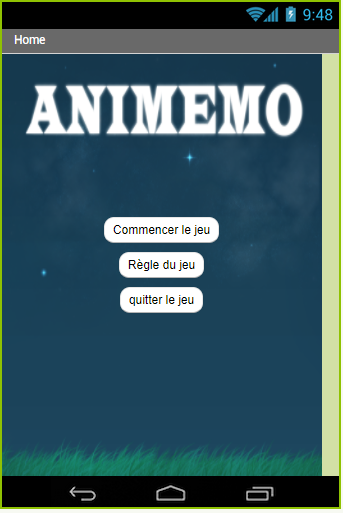 9:48
Home
ANIMEMO
Commencer le jeu
Règle du jeu
quitter le jeu